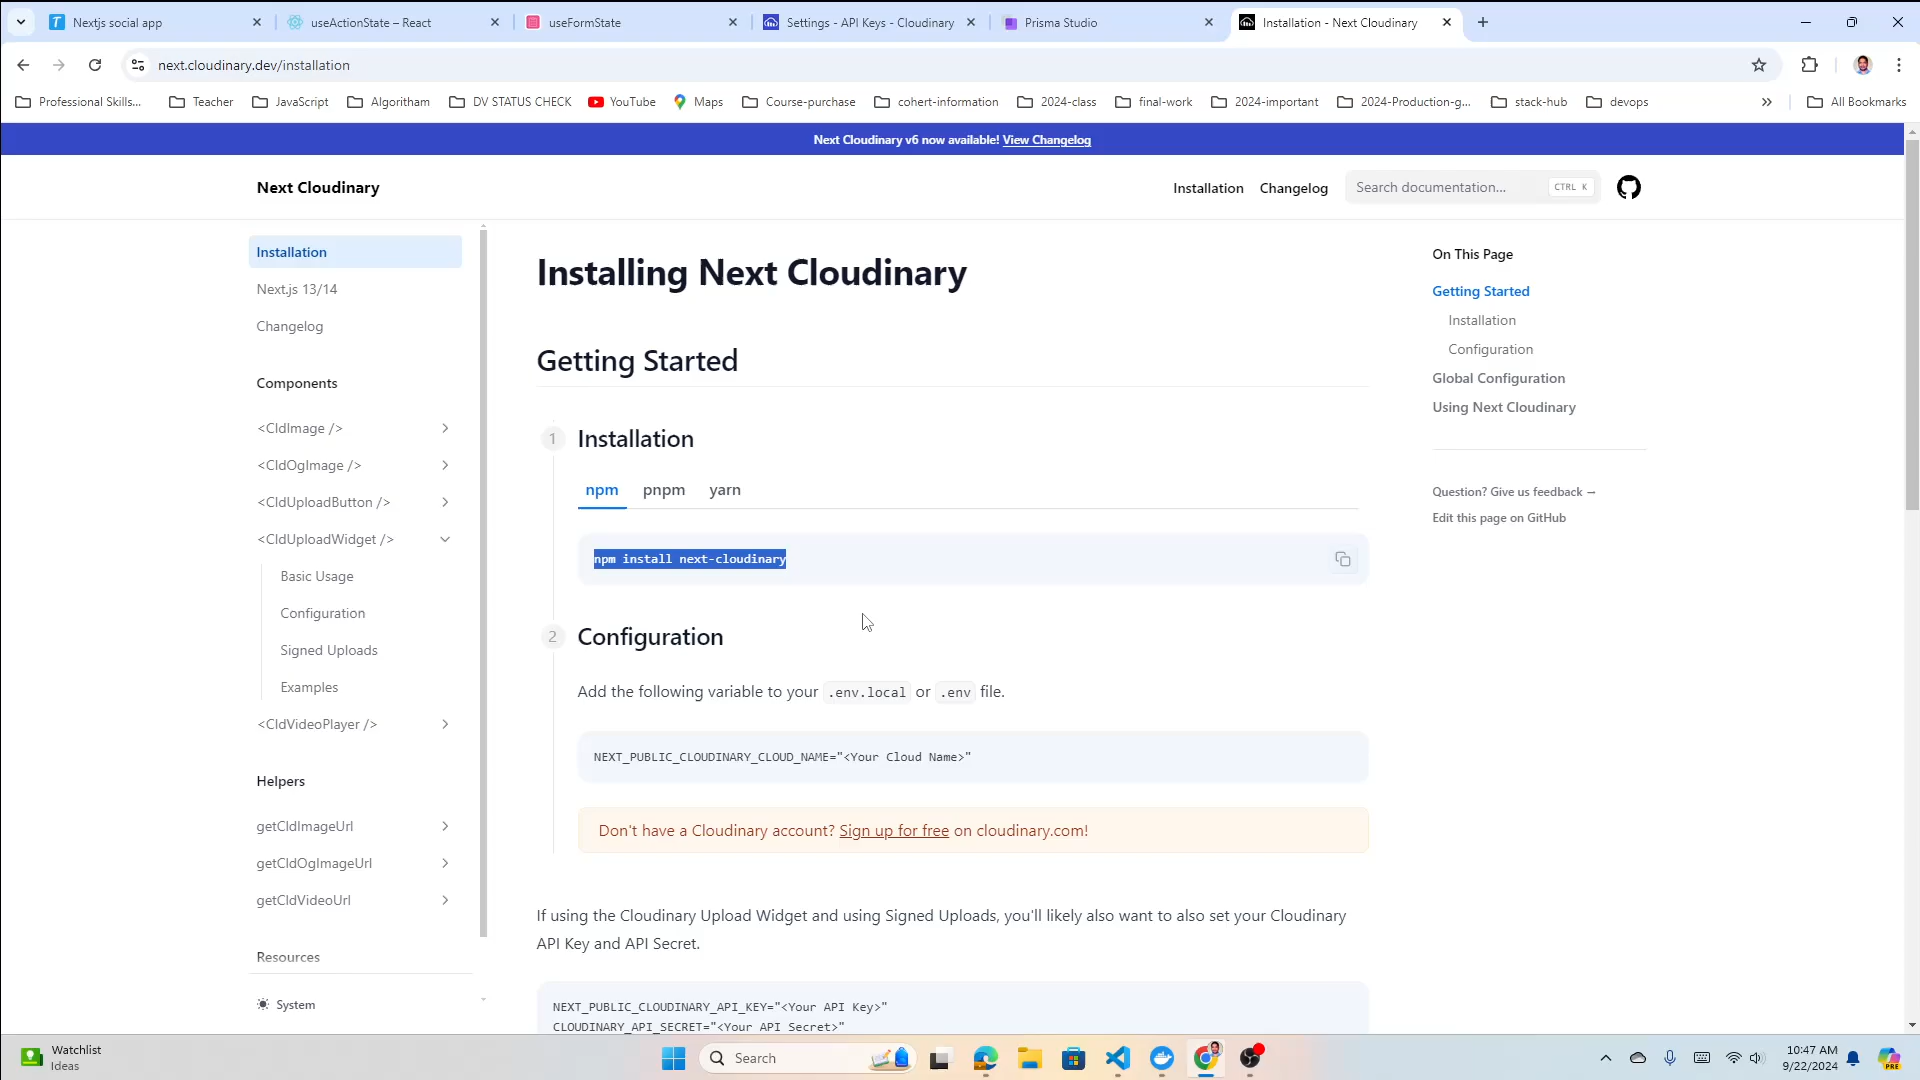 Nextjs social app
useActionState – React
useFormState
Settings - API Keys - Cloudinary
Prisma Studio
Installation - Next Cloudinary
next.cloudinary.dev/installation
Professional Skills...
Teacher
JavaScript
Algoritham
DV STATUS CHECK
YouTube
Maps
Course-purchase
cohert-information
2024-class
final-work
2024-important
2024-Production-g...
stack-hub
devops
All Bookmarks
Next Cloudinary v6 now available! View Changelog
Next Cloudinary
Installation
Changelog
Search documentation...
CTRL K
Installation
Next.js 13/14
Changelog
Components
<CldImage />
<CldOgImage />
<CldUploadButton />
<CldUploadWidget />
Basic Usage
Configuration
Signed Uploads
Examples
<CldVideoPlayer />
Helpers
getCldImageUrl
getCldOgImageUrl
getCldVideoUrl
Resources
System
Installing Next Cloudinary
Getting Started
1
Installation
npm
pnpm
yarn
npm install next-cloudinary
2
Configuration
Add the following variable to your .env.local or .env file.
NEXT_PUBLIC_CLOUDINARY_CLOUD_NAME="<Your Cloud Name>"
Don't have a Cloudinary account? Sign up for free on cloudinary.com!
If using the Cloudinary Upload Widget and using Signed Uploads, you'll likely also want to also set your Cloudinary
API Key and API Secret.
NEXT_PUBLIC_CLOUDINARY_API_KEY="<Your API Key>"
CLOUDINARY_API_SECRET="<Your API Secret>"
On This Page
Getting Started
Installation
Configuration
Global Configuration
Using Next Cloudinary
Question? Give us feedback →
Edit this page on GitHub
Watchlist
Ideas
Search
10:47 AM
9/22/2024
PRE